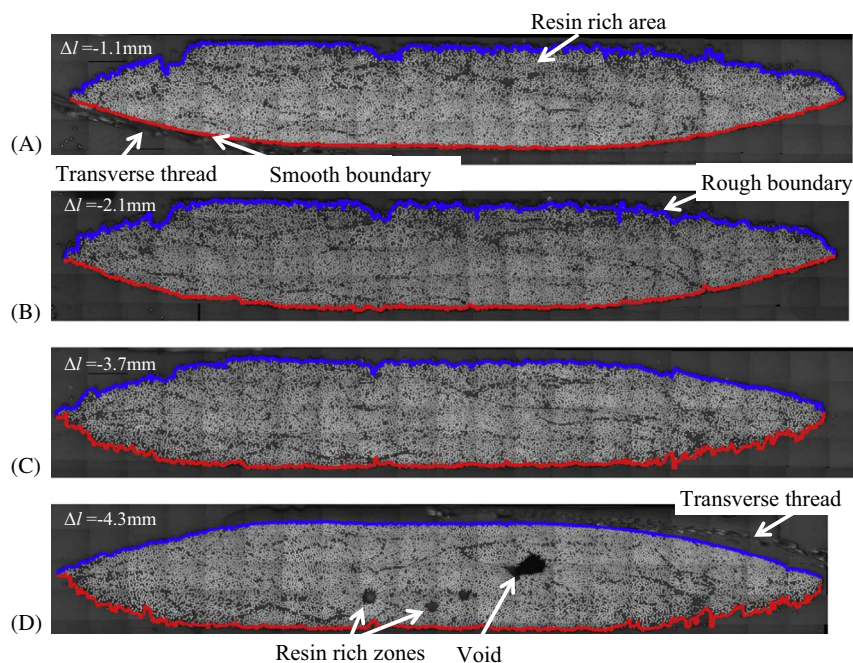 Resin rich area
Δl =-1.1mm
(A)
Transverse thread
Smooth boundary
Rough boundary
Δl =-2.1mm
(B)
Δl =-3.7mm
(C)
Transverse thread
Δl =-4.3mm
(D)
Resin rich zones
Void